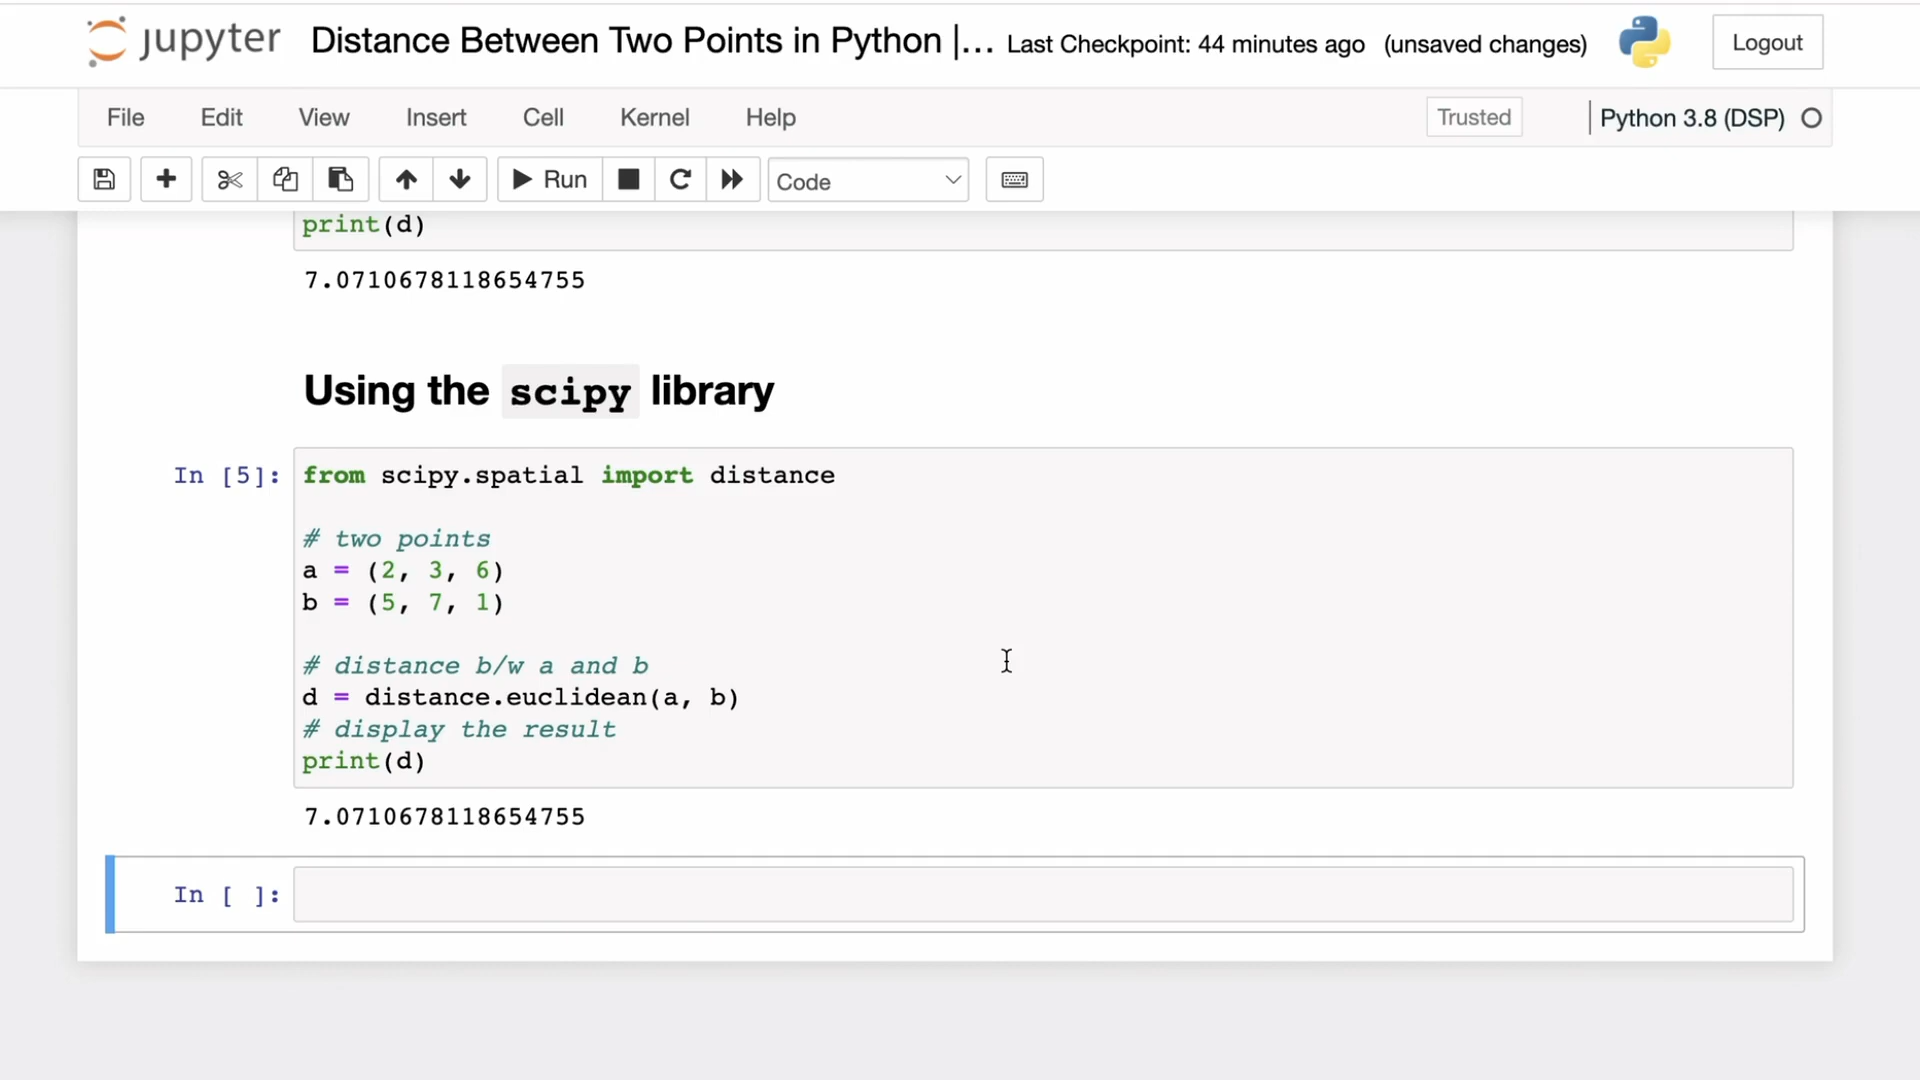 jupyter Distance Between Two Points in Python |... Last Checkpoint: 44 minutes ago (unsaved changes) Logout
File Edit View Insert Cell Kernel Help Trusted Python 3.8 (DSP)
Run Code
print(d)
7.0710678118654755
Using the scipy library
In [5]: from scipy.spatial import distance
# two points
a = (2, 3, 6)
b = (5, 7, 1)
# distance b/w a and b
d = distance.euclidean(a, b)
# display the result
print(d)
7.0710678118654755
In [ ]: